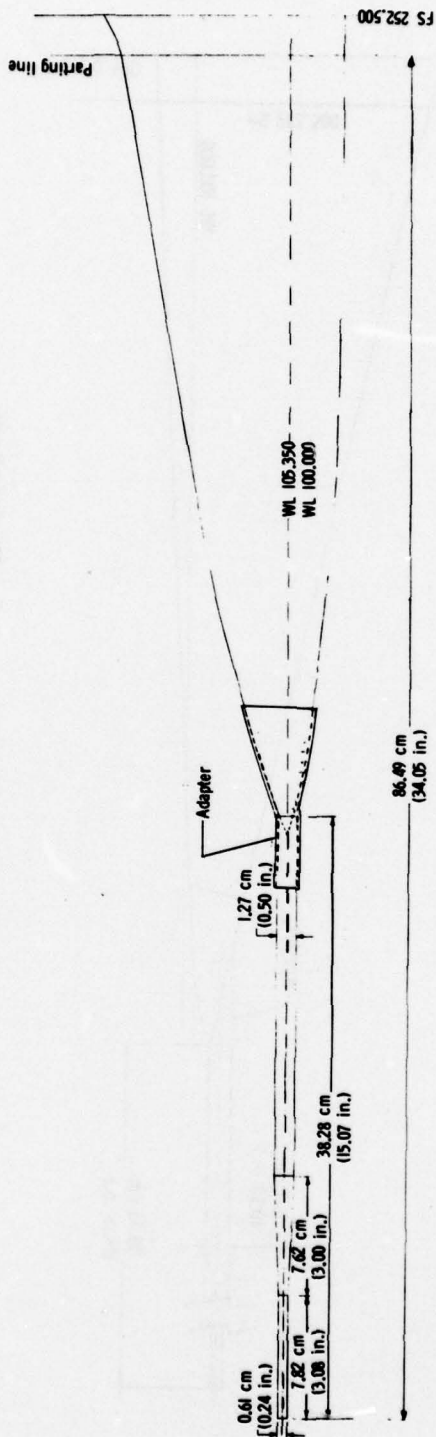 FS 252.500
Parting line
WL 105.350
WL 100.000
Adapter
86.49 cm
(34.05 in.)
1.27 cm
(0.50 in.)
38.28 cm
(15.07 in.)
7.62 cm
(3.00 in.)
7.82 cm
(3.08 in.)
0.61 cm
(0.24 in.)